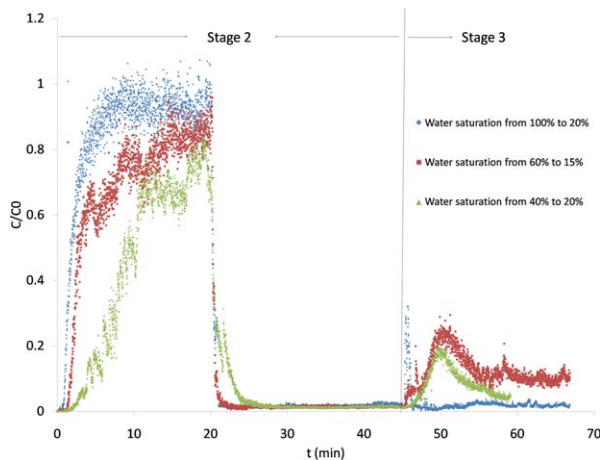 1.2
Stage 2
Stage 3
1
Water saturation from 100% to 20%
0.8
Water saturation from 60% to 15%
C/C0
0.6
Water saturation from 40% to 20%
0.4
0.2
0
0 10 20 30 40 50 60 70
t (min)